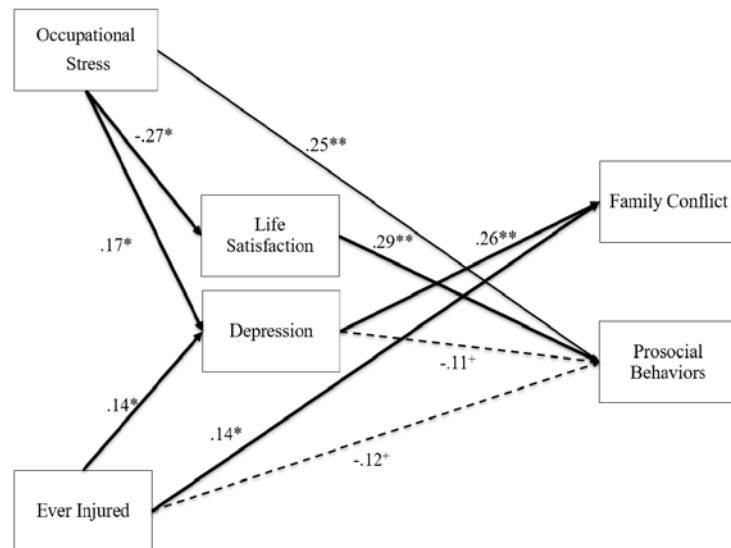 Occupational
Stress
-.27*
.25**
.17*
Life
Satisfaction
.29**
.26**
Family Conflict
Depression
-.11+
Prosocial
Behaviors
.14*
.14*
-.12+
Ever Injured